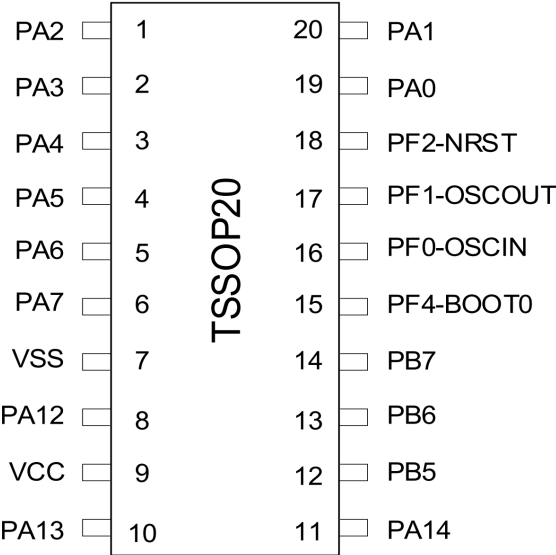 PA2 1 20 PA1
PA3 2 19 PA0
PA4 3 18 PF2-NRST
PA5 4 17 PF1-OSCOUT
PA6 5 16 PF0-OSCIN
PA7 6 15 PF4-BOOT0
VSS 7 14 PB7
PA12 8 13 PB6
VCC 9 12 PB5
PA13 10 11 PA14
TSSOP20